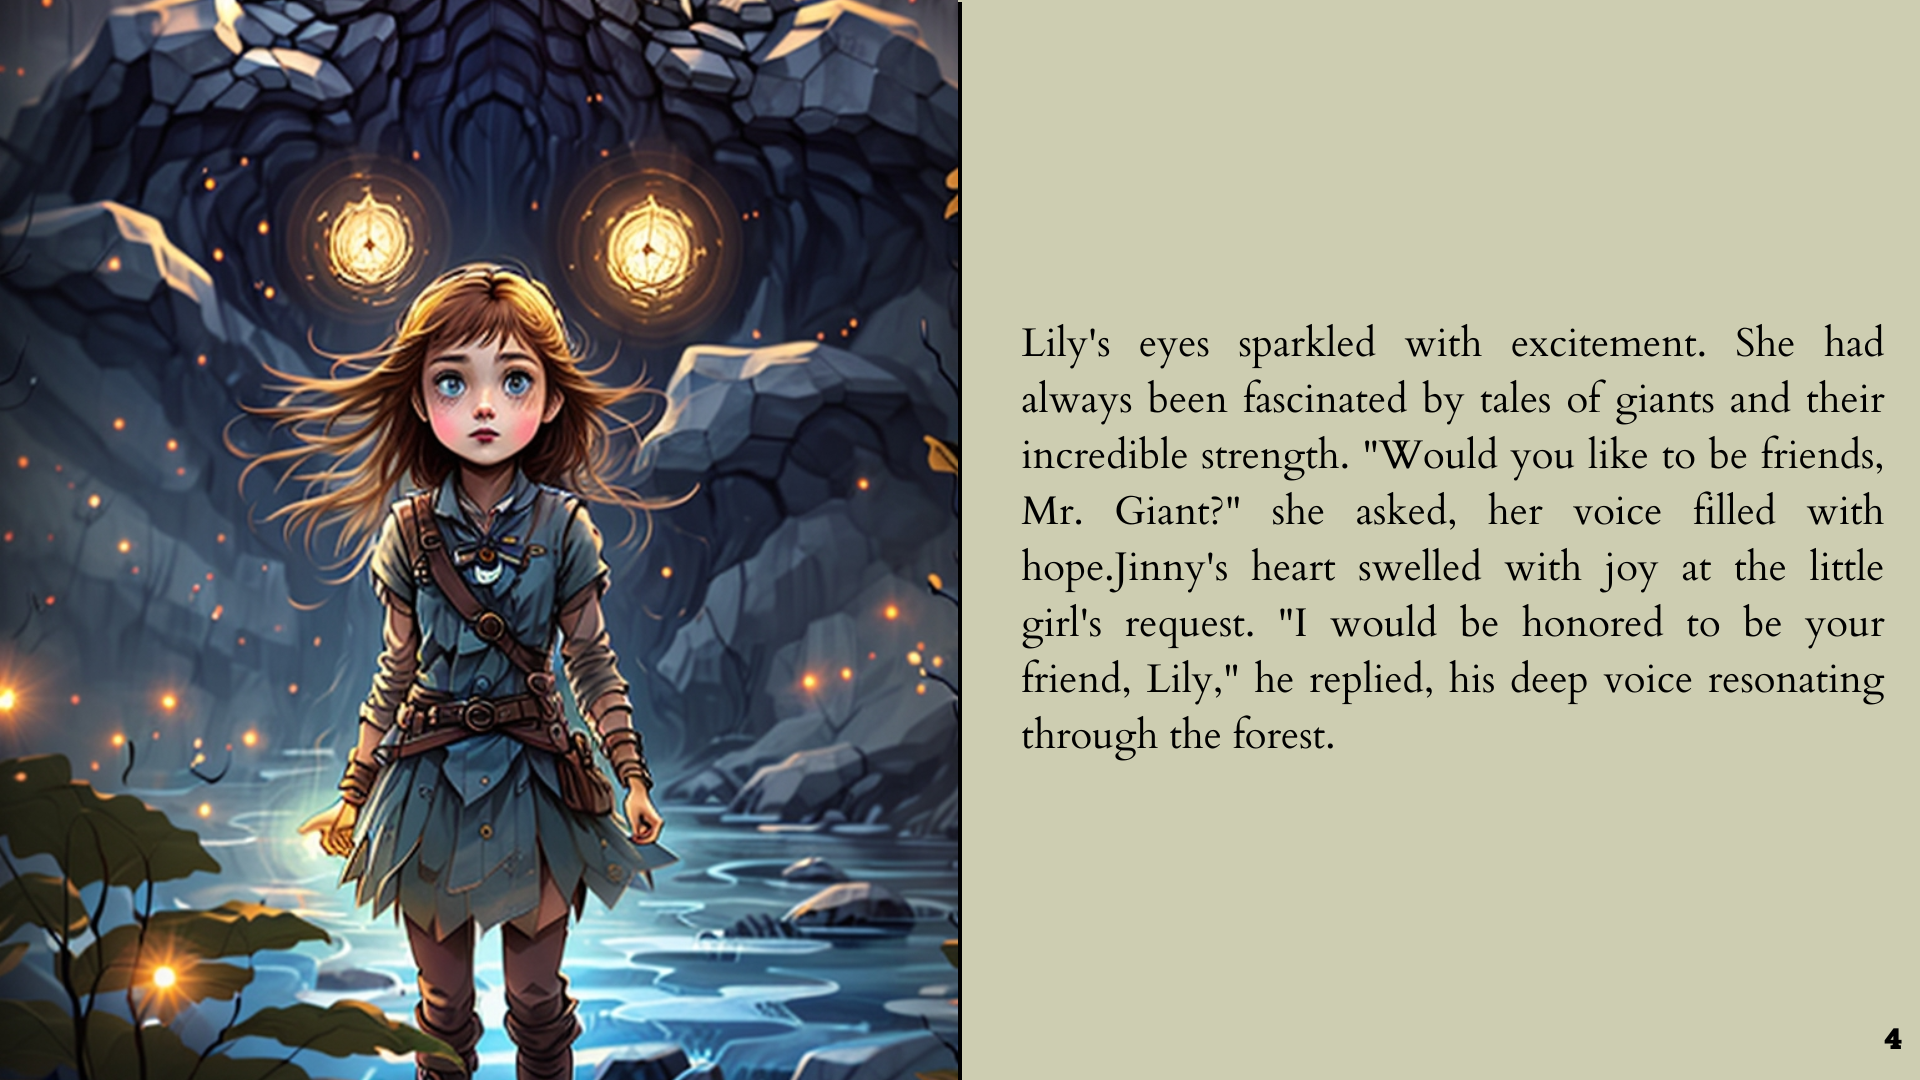 Lily's eyes sparkled with excitement. She had
always been fascinated by tales of giants and their
incredible strength. "Would you like to be friends,
Mr. Giant?" she asked, her voice filled with
hope.Jinny's heart swelled with joy at the little
girl's request. "I would be honored to be your
friend, Lily," he replied, his deep voice resonating
through the forest.
4